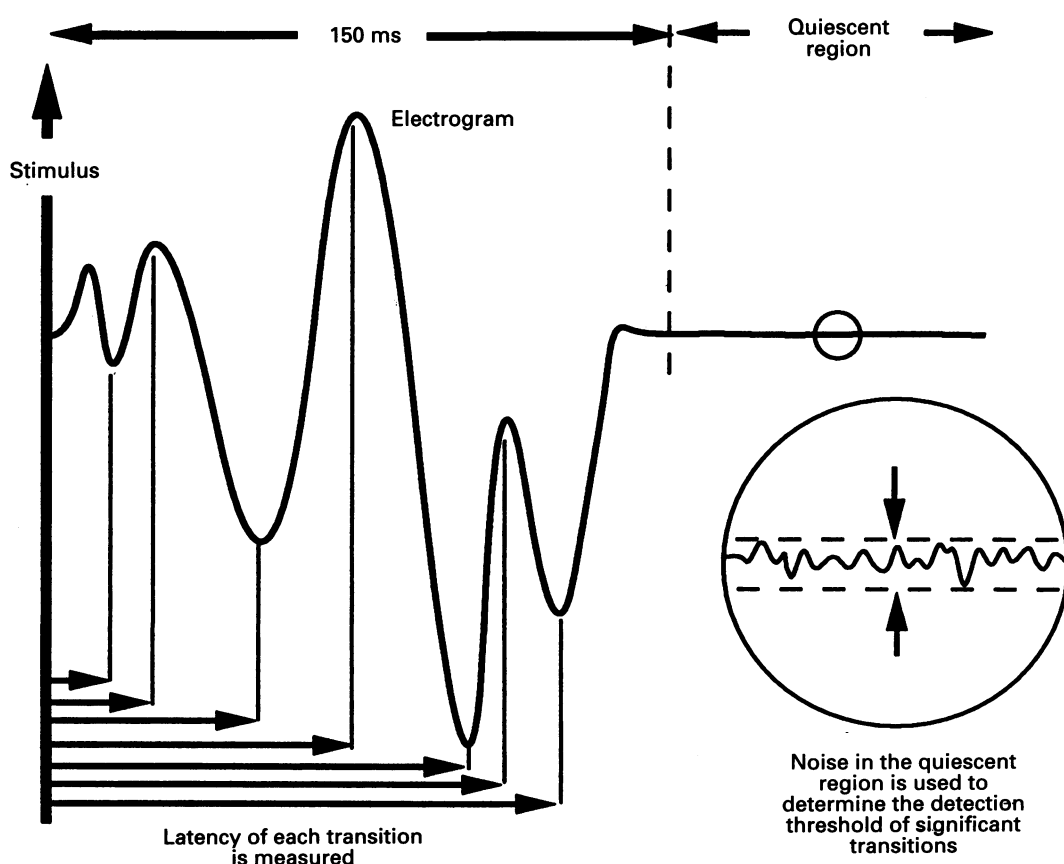 150 ms
Quiescent
region
Electrogram
Stimulus
Latency of each transition
is measured
Noise in the quiescent
region is used to
determine the detection
threshold of significant
transitions